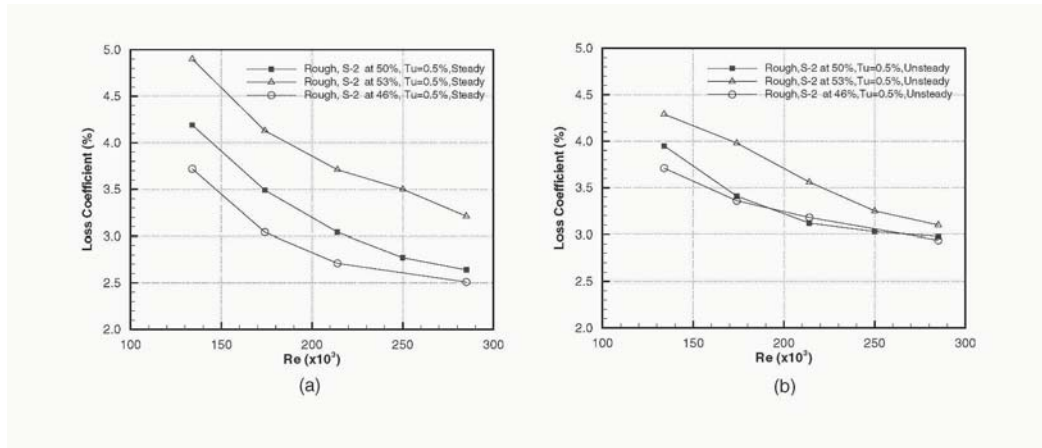 5.0
4.5
4.0
3.5
3.0
2.5
2.0
Loss Coefficient (%)
Rough, S-2 at 50%, Tu=0.5%,Steady
Rough, S-2 at 53%, Tu=0.5%,Steady
Rough, S-2 at 46%, Tu=0.5%,Steady
100
150
200
250
300
Re (x10³)
(a)
5.0
4.5
4.0
3.5
3.0
2.5
2.0
Loss Coefficient (%)
Rough,S-2 at 50%,Tu=0.5%,Unsteady
Rough,S-2 at 53%,Tu=0.5%,Unsteady
Rough,S-2 at 46%,Tu=0.5%,Unsteady
100
150
200
250
300
Re (x10³)
(b)